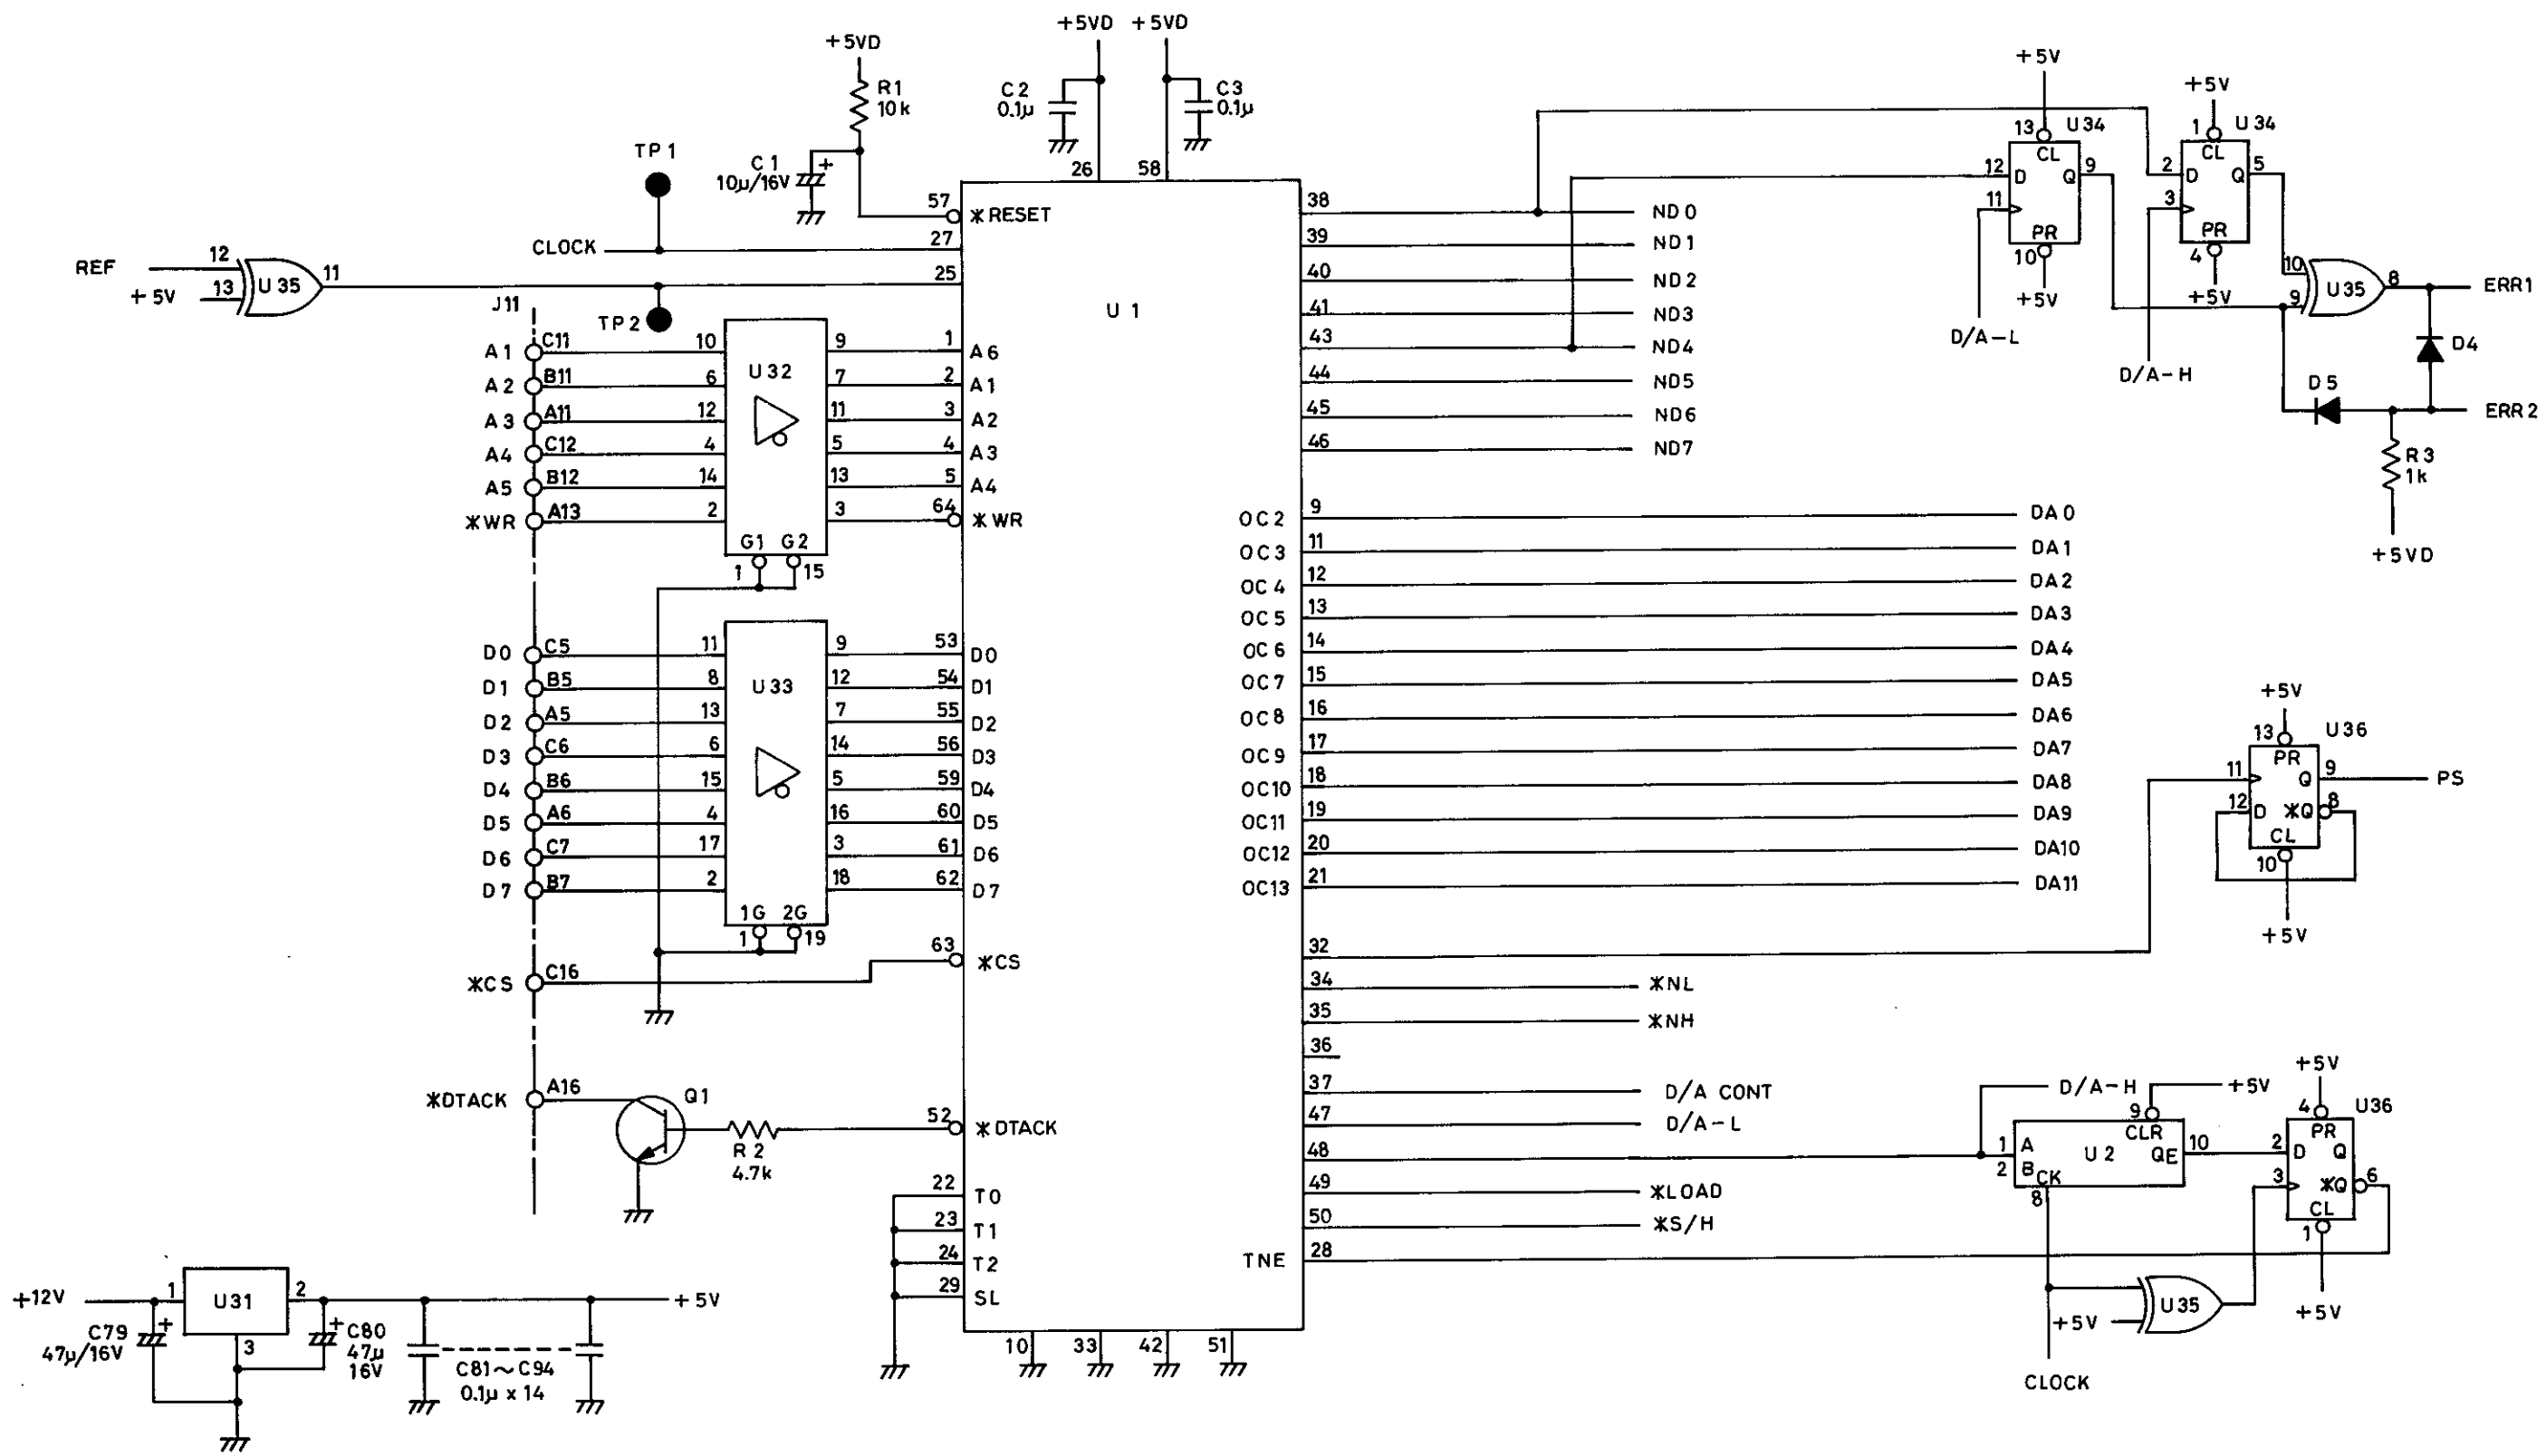 +5VD +5VD
+5VD
R1
10k
C2
0.1µ
C3
0.1µ
+5V
+5V
TP1
C1
10µ/16V
+
26 58
13 U34
1 U34
CL
CL
12 D Q 9
2 D Q 5
11
3
PR
PR
10
4
+5V
+5V
57 *RESET
38 ND0
CLOCK 27
39 ND1
REF 12
+5V 13
U35 11
25
40 ND2
U1
41 ND3
10
9
U35 8 ERR1
J11
TP2
D/A-L
D/A-H
D4
D5
ERR2
R3
1k
+5VD
A1 C11 10 U32 9 1 A6
43 ND4
A2 B11 6 7 2 A1
44 ND5
A3 A11 12 11 3 A2
45 ND6
A4 C12 4 5 4 A3
46 ND7
A5 B12 14 13 5 A4
*WR A13 2 3 64 *WR
G1 G2
1 15
OC2 9 DA0
OC3 11 DA1
OC4 12 DA2
OC5 13 DA3
OC6 14 DA4
OC7 15 DA5
OC8 16 DA6
OC9 17 DA7
OC10 18 DA8
OC11 19 DA9
OC12 20 DA10
OC13 21 DA11
D0 C5 11 9 53 D0
D1 B5 8 U33 12 54 D1
D2 A5 13 7 55 D2
D3 C6 6 14 56 D3
D4 B6 15 5 59 D4
D5 A6 4 16 60 D5
D6 C7 17 3 61 D6
D7 B7 2 18 62 D7
1G 2G
1 19
+5V
13 U36
PR
11 Q 9 PS
12 D *Q 8
CL
10
+5V
*CS C16 63 *CS
32
34 *NL
35 *NH
36
37 D/A CONT
47 D/A-L
48
49 *LOAD
50 *S/H
TNE 28
*DTACK A16 Q1
R2
4.7k
52 *DTACK
22 T0
23 T1
24 T2
29 SL
10 33 42 51
D/A-H +5V
9
CLR
1 A
2 B
CK
8
U2 QE 10
+5V
4 U36
PR
2 D Q
3 *Q 6
CL
1
+5V
+5V U35
CLOCK
+12V 1 U31 2 +5V
3
C79
47µ/16V
+
+
C80
47µ
16V
C81~C94
0.1µ x 14